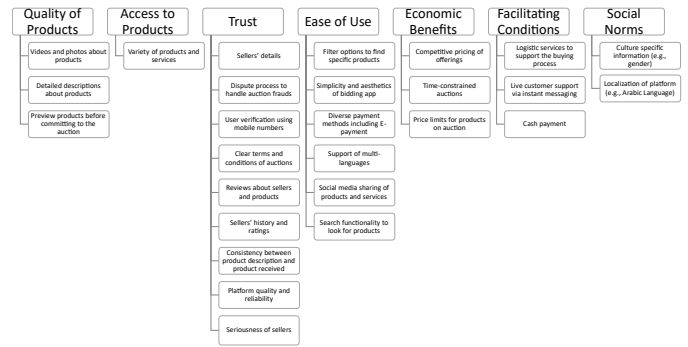 Quality of
Products
Videos and photos about
products
Detailed descriptions
about products
Preview products before
committing to the
auction
Access to
Products
Variety of products and
services
Trust
Sellers' details
Dispute process to
handle auction frauds
User verification using
mobile numbers
Clear terms and
conditions of auctions
Reviews about sellers
and products
Sellers' history and
ratings
Consistency between
product description and
product received
Platform quality and
reliability
Seriousness of sellers
Ease of Use
Filter options to find
specific products
Simplicity and aesthetics
of bidding app
Diverse payment
methods including E-
payment
Support of multi-
languages
Social media sharing of
products and services
Search functionality to
look for products
Economic
Benefits
Competitive pricing of
offerings
Time-constrained
auctions
Price limits for products
on auction
Facilitating
Conditions
Logistic services to
support the buying
process
Live customer support
via instant messaging
Cash payment
Social
Norms
Culture specific
information (e.g.,
gender)
Localization of platform
(e.g., Arabic Language)